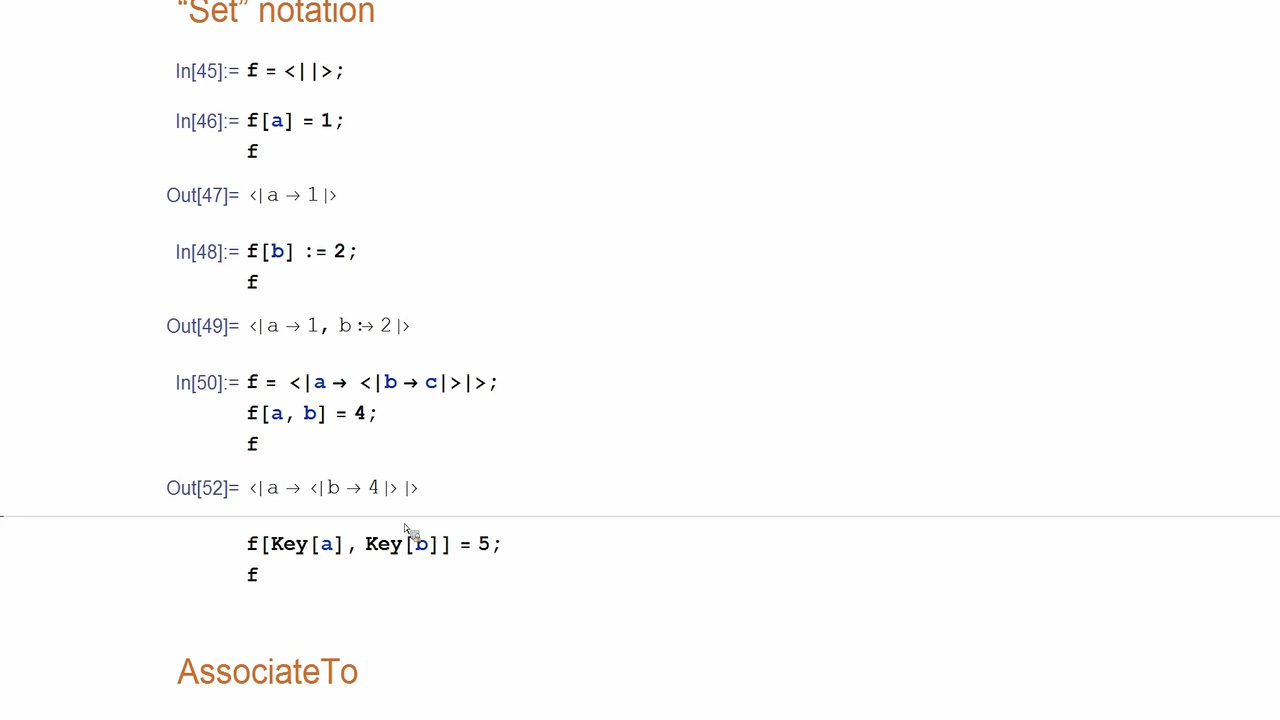 “Set” notation
In[45]:= f = <||>;
In[46]:= f[a] = 1;
f
Out[47]= <|a → 1|>
In[48]:= f[b] := 2;
f
Out[49]= <|a → 1, b :→ 2|>
In[50]:= f = <|a → <|b → c|>|>;
f[a, b] = 4;
f
Out[52]= <|a → <|b → 4|>|>
f[Key[a], Key[b]] = 5;
f
AssociateTo